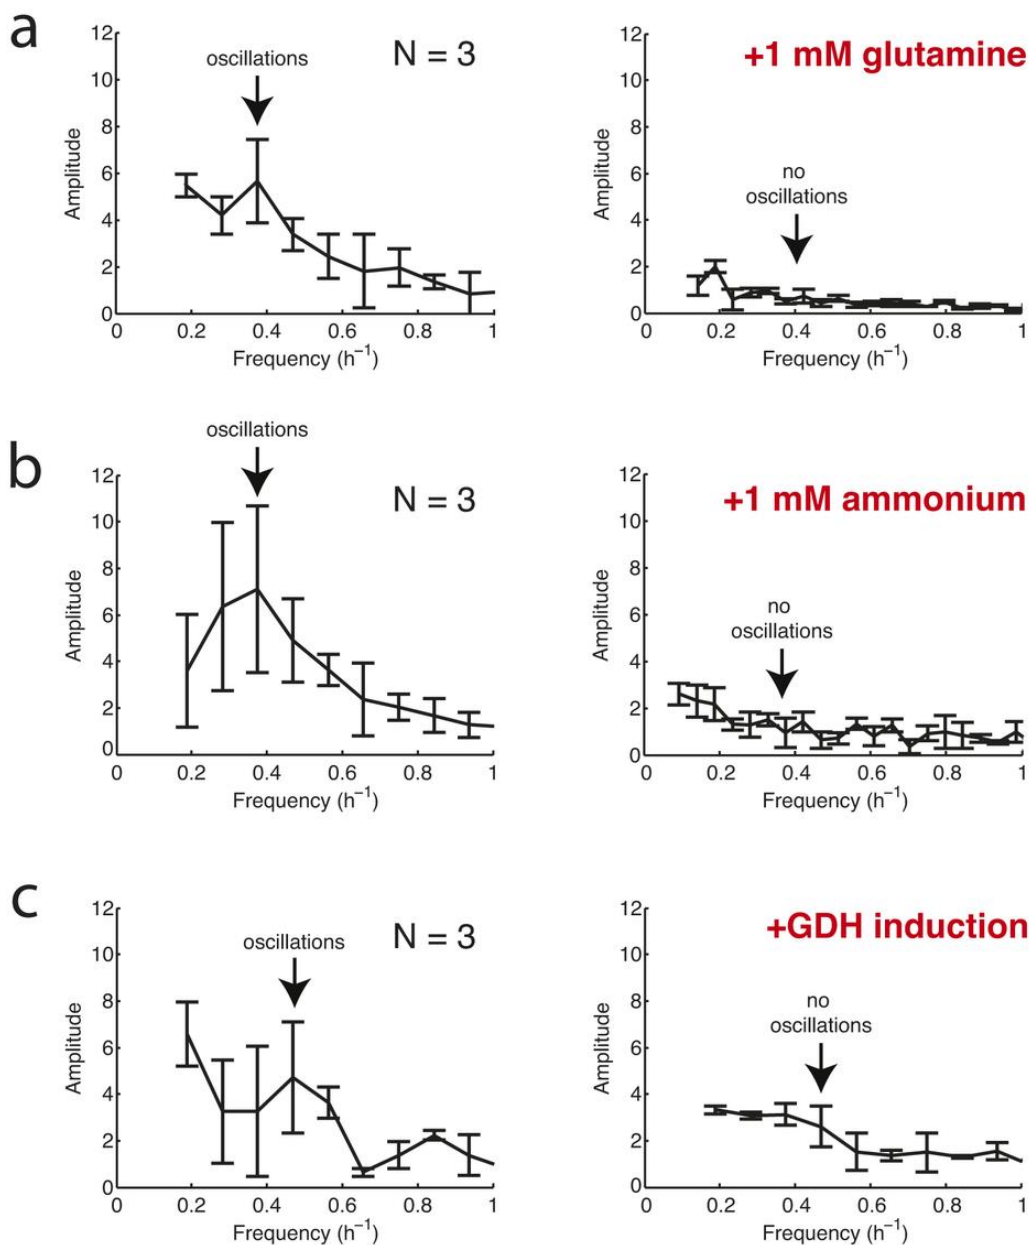 a
oscillations
N = 3
12
10
8
6
4
2
0
Amplitude
0
0.2
0.4
0.6
0.8
1
Frequency (h⁻¹)
+1 mM glutamine
no
oscillations
12
10
8
6
4
2
0
Amplitude
0
0.2
0.4
0.6
0.8
1
Frequency (h⁻¹)
b
oscillations
N = 3
12
10
8
6
4
2
0
Amplitude
0
0.2
0.4
0.6
0.8
1
Frequency (h⁻¹)
+1 mM ammonium
no
oscillations
12
10
8
6
4
2
0
Amplitude
0
0.2
0.4
0.6
0.8
1
Frequency (h⁻¹)
c
oscillations
N = 3
12
10
8
6
4
2
0
Amplitude
0
0.2
0.4
0.6
0.8
1
Frequency (h⁻¹)
+GDH induction
no
oscillations
12
10
8
6
4
2
0
Amplitude
0
0.2
0.4
0.6
0.8
1
Frequency (h⁻¹)